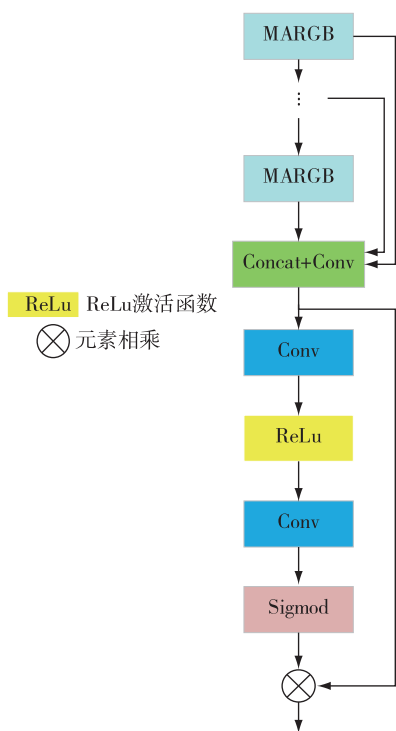 MARGB
⋮
MARGB
Concat+Conv
ReLu ReLu激活函数
元素相乘
Conv
ReLu
Conv
Sigmod